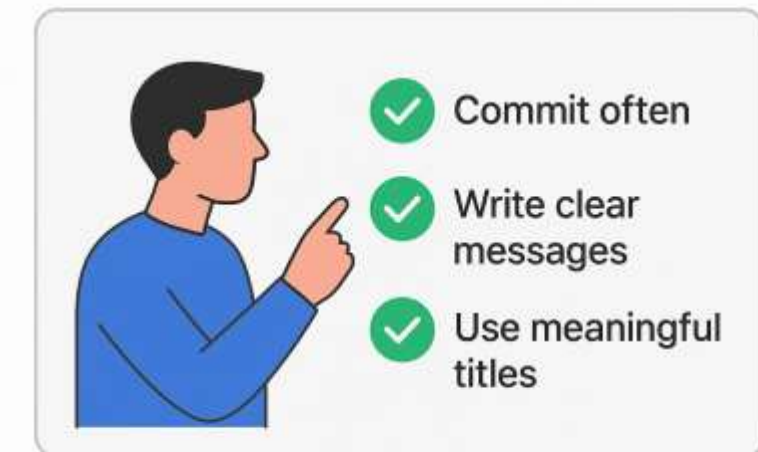 Commit often
Write clear
messages
Use meaningful
titles